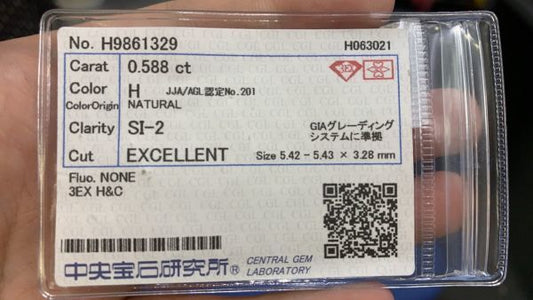 No. H9861329 H063021
Carat 0.588 ct
Color H JJA/AGL認定No.201
ColorOrigin NATURAL
Clarity SI-2 GIAグレーディング
システムに準拠
Cut EXCELLENT Size 5.42 - 5.43 × 3.28 mm
Fluo. NONE
3EX H&C
中央宝石研究所® CENTRAL GEM
LABORATORY